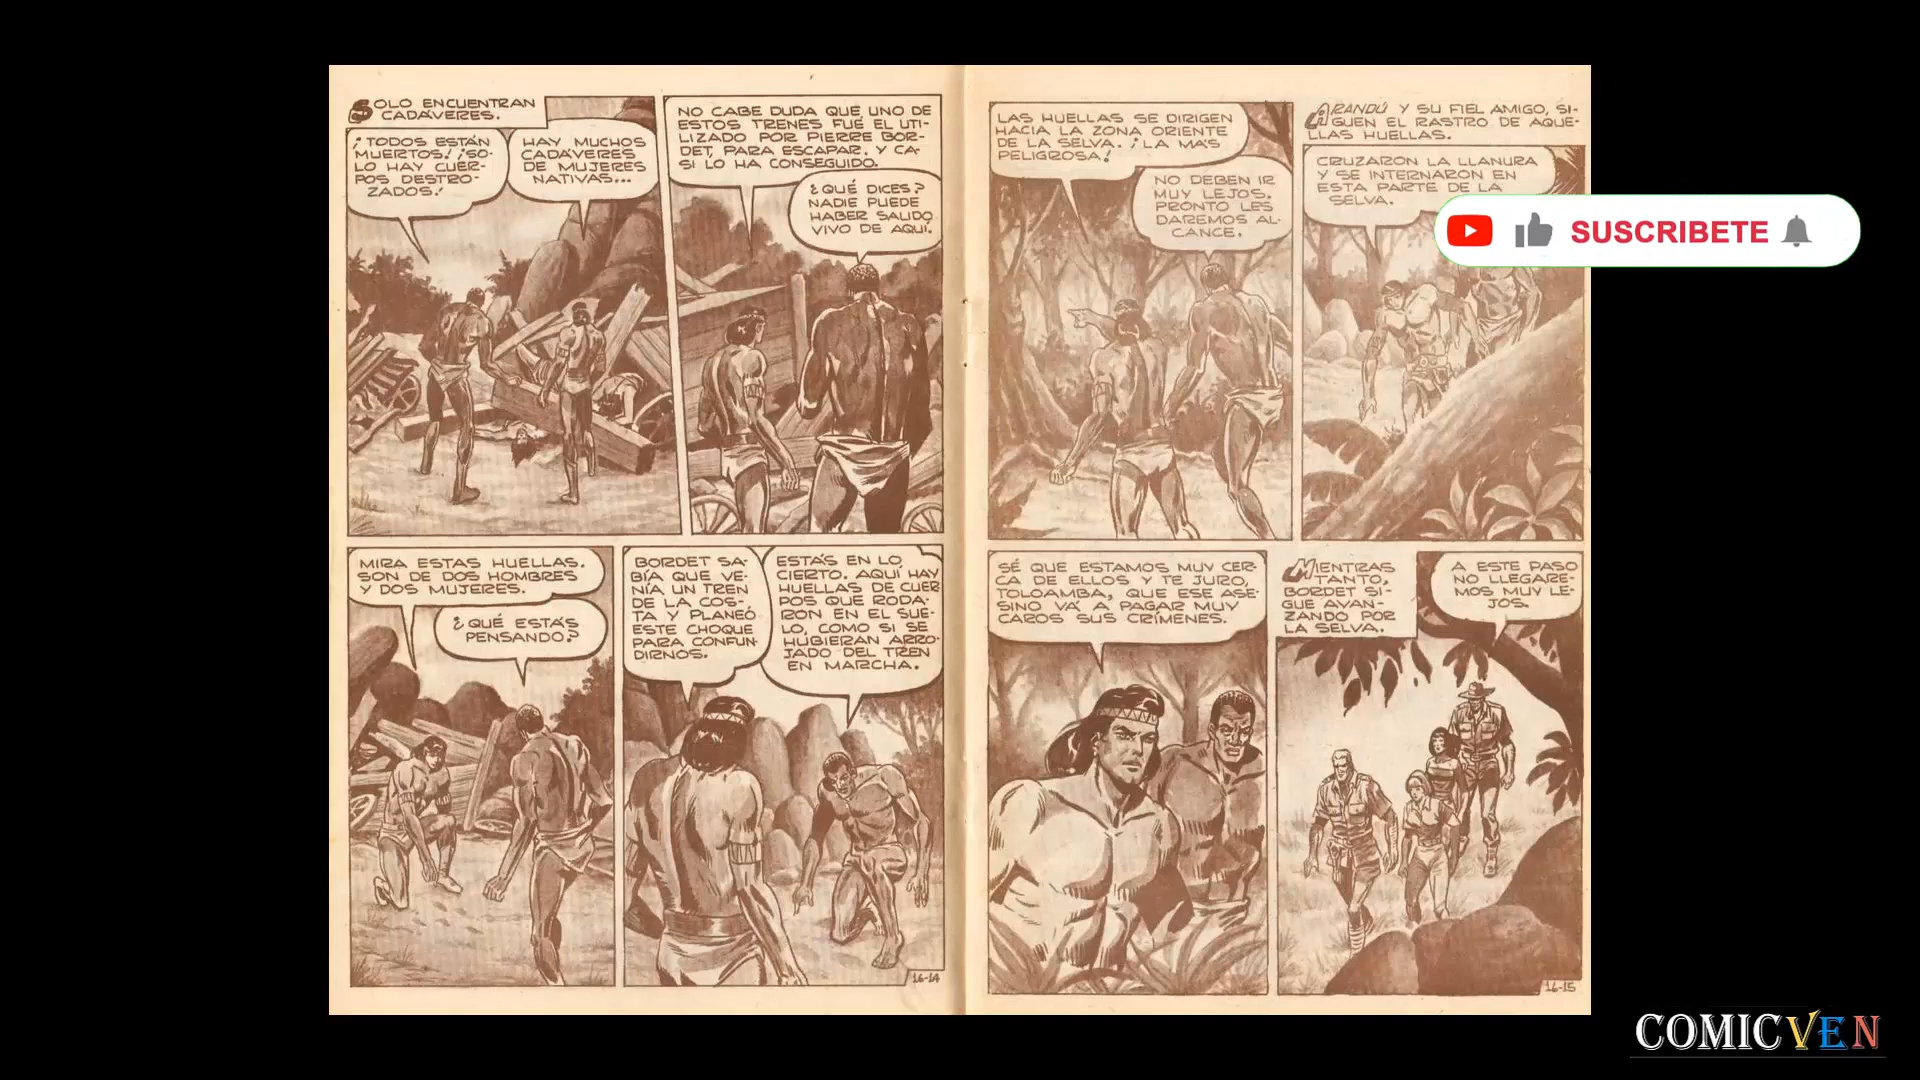 SOLO ENCUENTRAN
CADÁVERES.
¡TODOS ESTÁN
MUERTOS! ¡SO-
LO HAY CUER-
POS DESTRO-
ZADOS!
HAY MUCHOS
CADÁVERES
DE MUJERES
NATIVAS...
NO CABE DUDA QUE UNO DE
ESTOS TRENES FUÉ EL UTI-
LIZADO POR PIERRE BOR-
DET, PARA ESCAPAR. Y CA-
SI LO HA CONSEGUIDO.
¿QUÉ DICES?
NADIE PUEDE
HABER SALIDO
VIVO DE AQUÍ.
MIRA ESTAS HUELLAS.
SON DE DOS HOMBRES
Y DOS MUJERES.
¿QUÉ ESTÁS
PENSANDO?
BORDET SA-
BÍA QUE VE-
NÍA UN TREN
DE LA COS-
TA Y PLANEÓ
ESTE CHOQUE
PARA CONFUN-
DIRNOS.
ESTÁS EN LO
CIERTO. AQUÍ HAY
HUELLAS DE CUER
POS QUE RODA-
RON EN EL SUE-
LO, COMO SI SE
HUBIERAN ARRO-
JADO DEL TREN
EN MARCHA.
16-14
LAS HUELLAS SE DIRIGEN
HACIA LA ZONA ORIENTE
DE LA SELVA. ¡LA MÁS
PELIGROSA!
NO DEBEN IR
MUY LEJOS.
PRONTO LES
DAREMOS AL-
CANCE.
ARANDÚ Y SU FIEL AMIGO, SI-
GUEN EL RASTRO DE AQUE-
LLAS HUELLAS.
CRUZARON LA LLANURA
Y SE INTERNARON EN
ESTA PARTE DE LA
SELVA.
SÉ QUE ESTAMOS MUY CER-
CA DE ELLOS Y TE JURO,
TOLOAMBA, QUE ESE ASE-
SINO VA A PAGAR MUY
CAROS SUS CRÍMENES.
MIENTRAS
TANTO,
BORDET SI-
GUE AVAN-
ZANDO POR
LA SELVA.
A ESTE PASO
NO LLEGARE-
MOS MUY LE-
JOS.
16-15
SUSCRIBETE
COMICVEN